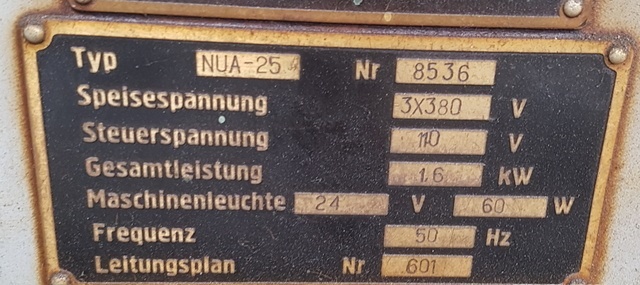 Typ NUA-25 Nr 8536
Speisespannung 3X380 V
Steuerspannung 110 V
Gesamtleistung 1.6 kW
Maschinenleuchte 24 V 60 W
Frequenz 50 Hz
Leitungsplan Nr 601